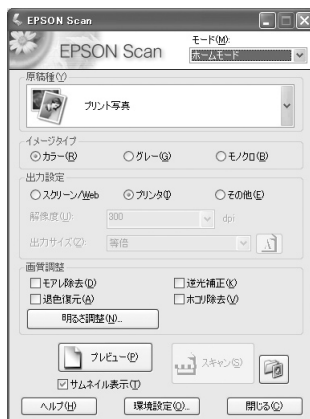 EPSON Scan
EPSON Scan
モード(M):
ホームモード
原稿種(Y)
プリント写真
イメージタイプ
カラー(R) グレー(G) モノクロ(B)
出力設定
スクリーン/Web プリンタ(I) その他(E)
解像度(U): 300 dpi
出力サイズ(Z): 等倍
画質調整
モアレ除去(D) 逆光補正(K)
退色復元(A) ホコリ除去(V)
明るさ調整(N)...
プレビュー(P) スキャン(S)
サムネイル表示(T)
ヘルプ(H) 環境設定(O)... 閉じる(C)